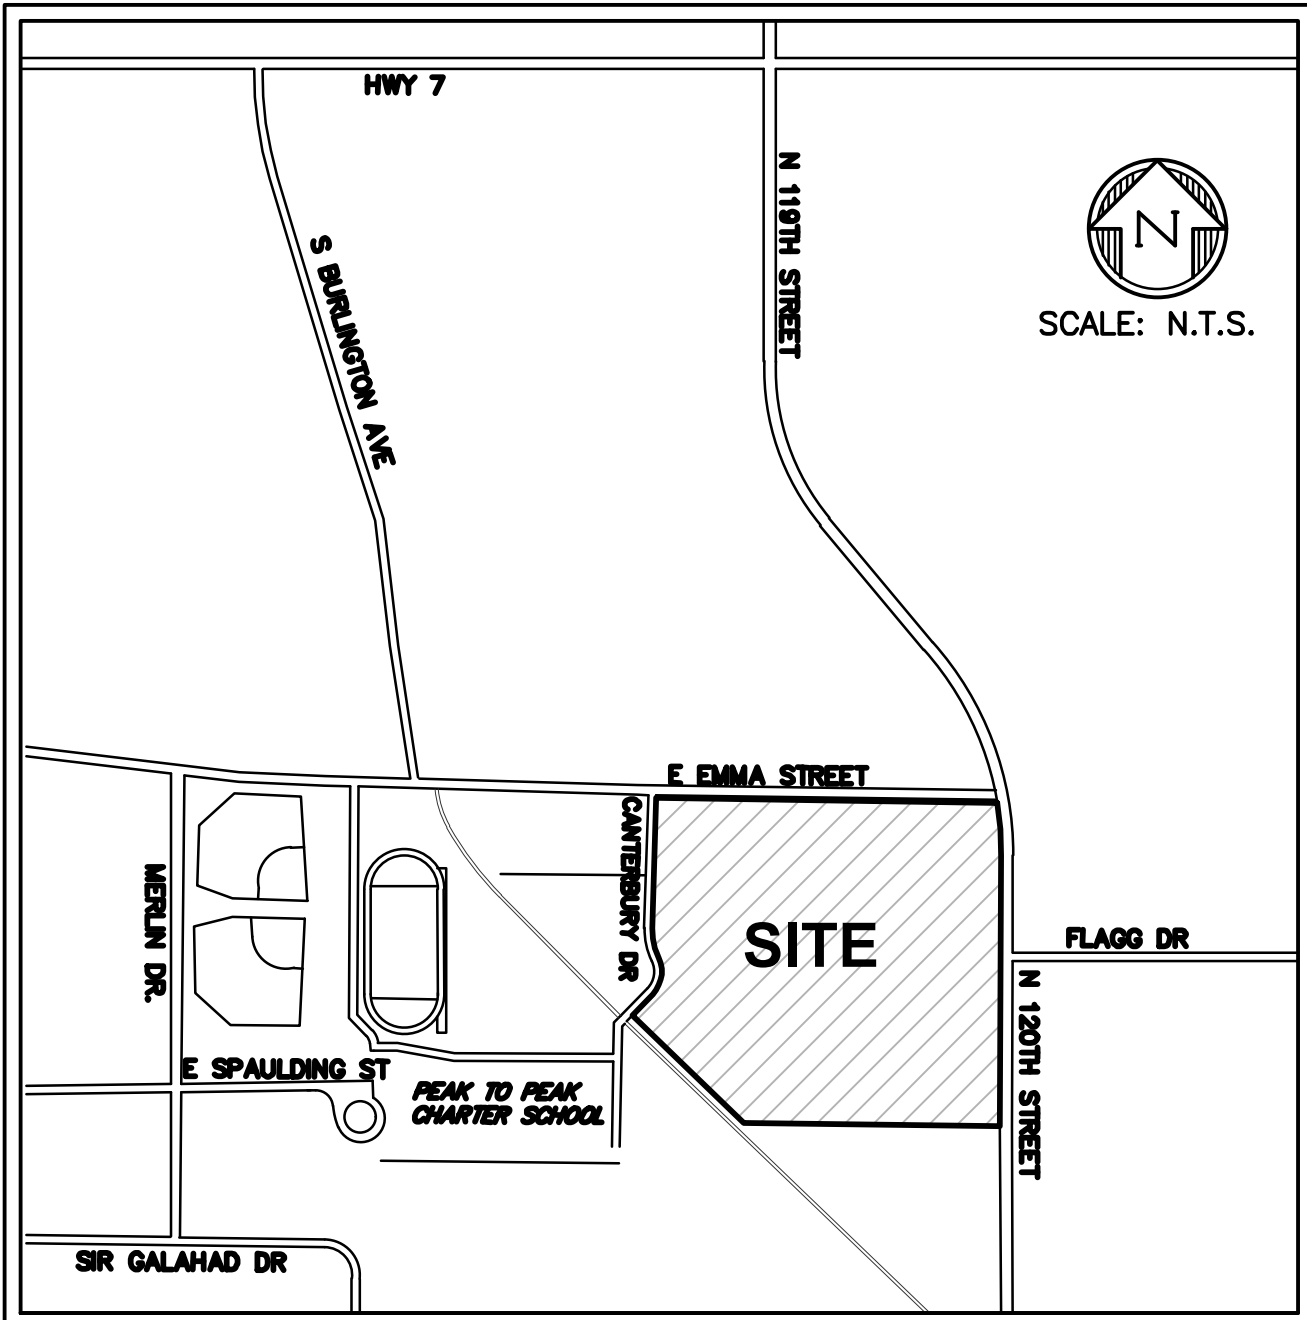 HWY 7
N 119TH STREET
N
SCALE: N.T.S.
S BURLINGTON AVE
E EMMA STREET
CANTERBURY DR
MERLIN DR.
SITE
FLAGG DR
N 120TH STREET
E SPAULDING ST
PEAK TO PEAK
CHARTER SCHOOL
SIR GALAHAD DR